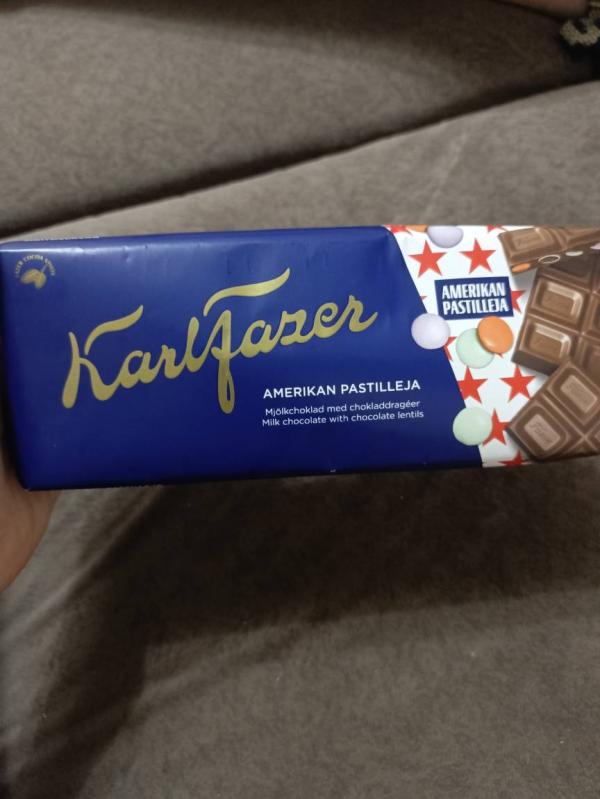 Karl Fazer
AMERIKAN PASTILLEJA
Mjölkchoklad med chokladdragéer
Milk chocolate with chocolate lentils
AMERIKAN
PASTILLEJA